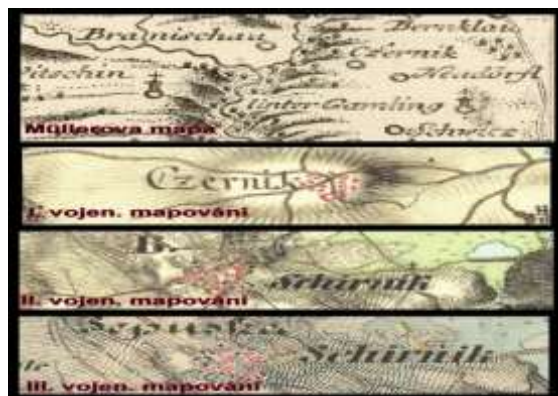 Branischau
Bernklau
Czernik
Pitschin
Neudörfl
Unter Gamling
Müllerova mapa
Schwitz
Czernik
I. vojen. mapování
B.
Schirnik
II. vojen. mapování
Schirnik
III. vojen. mapování